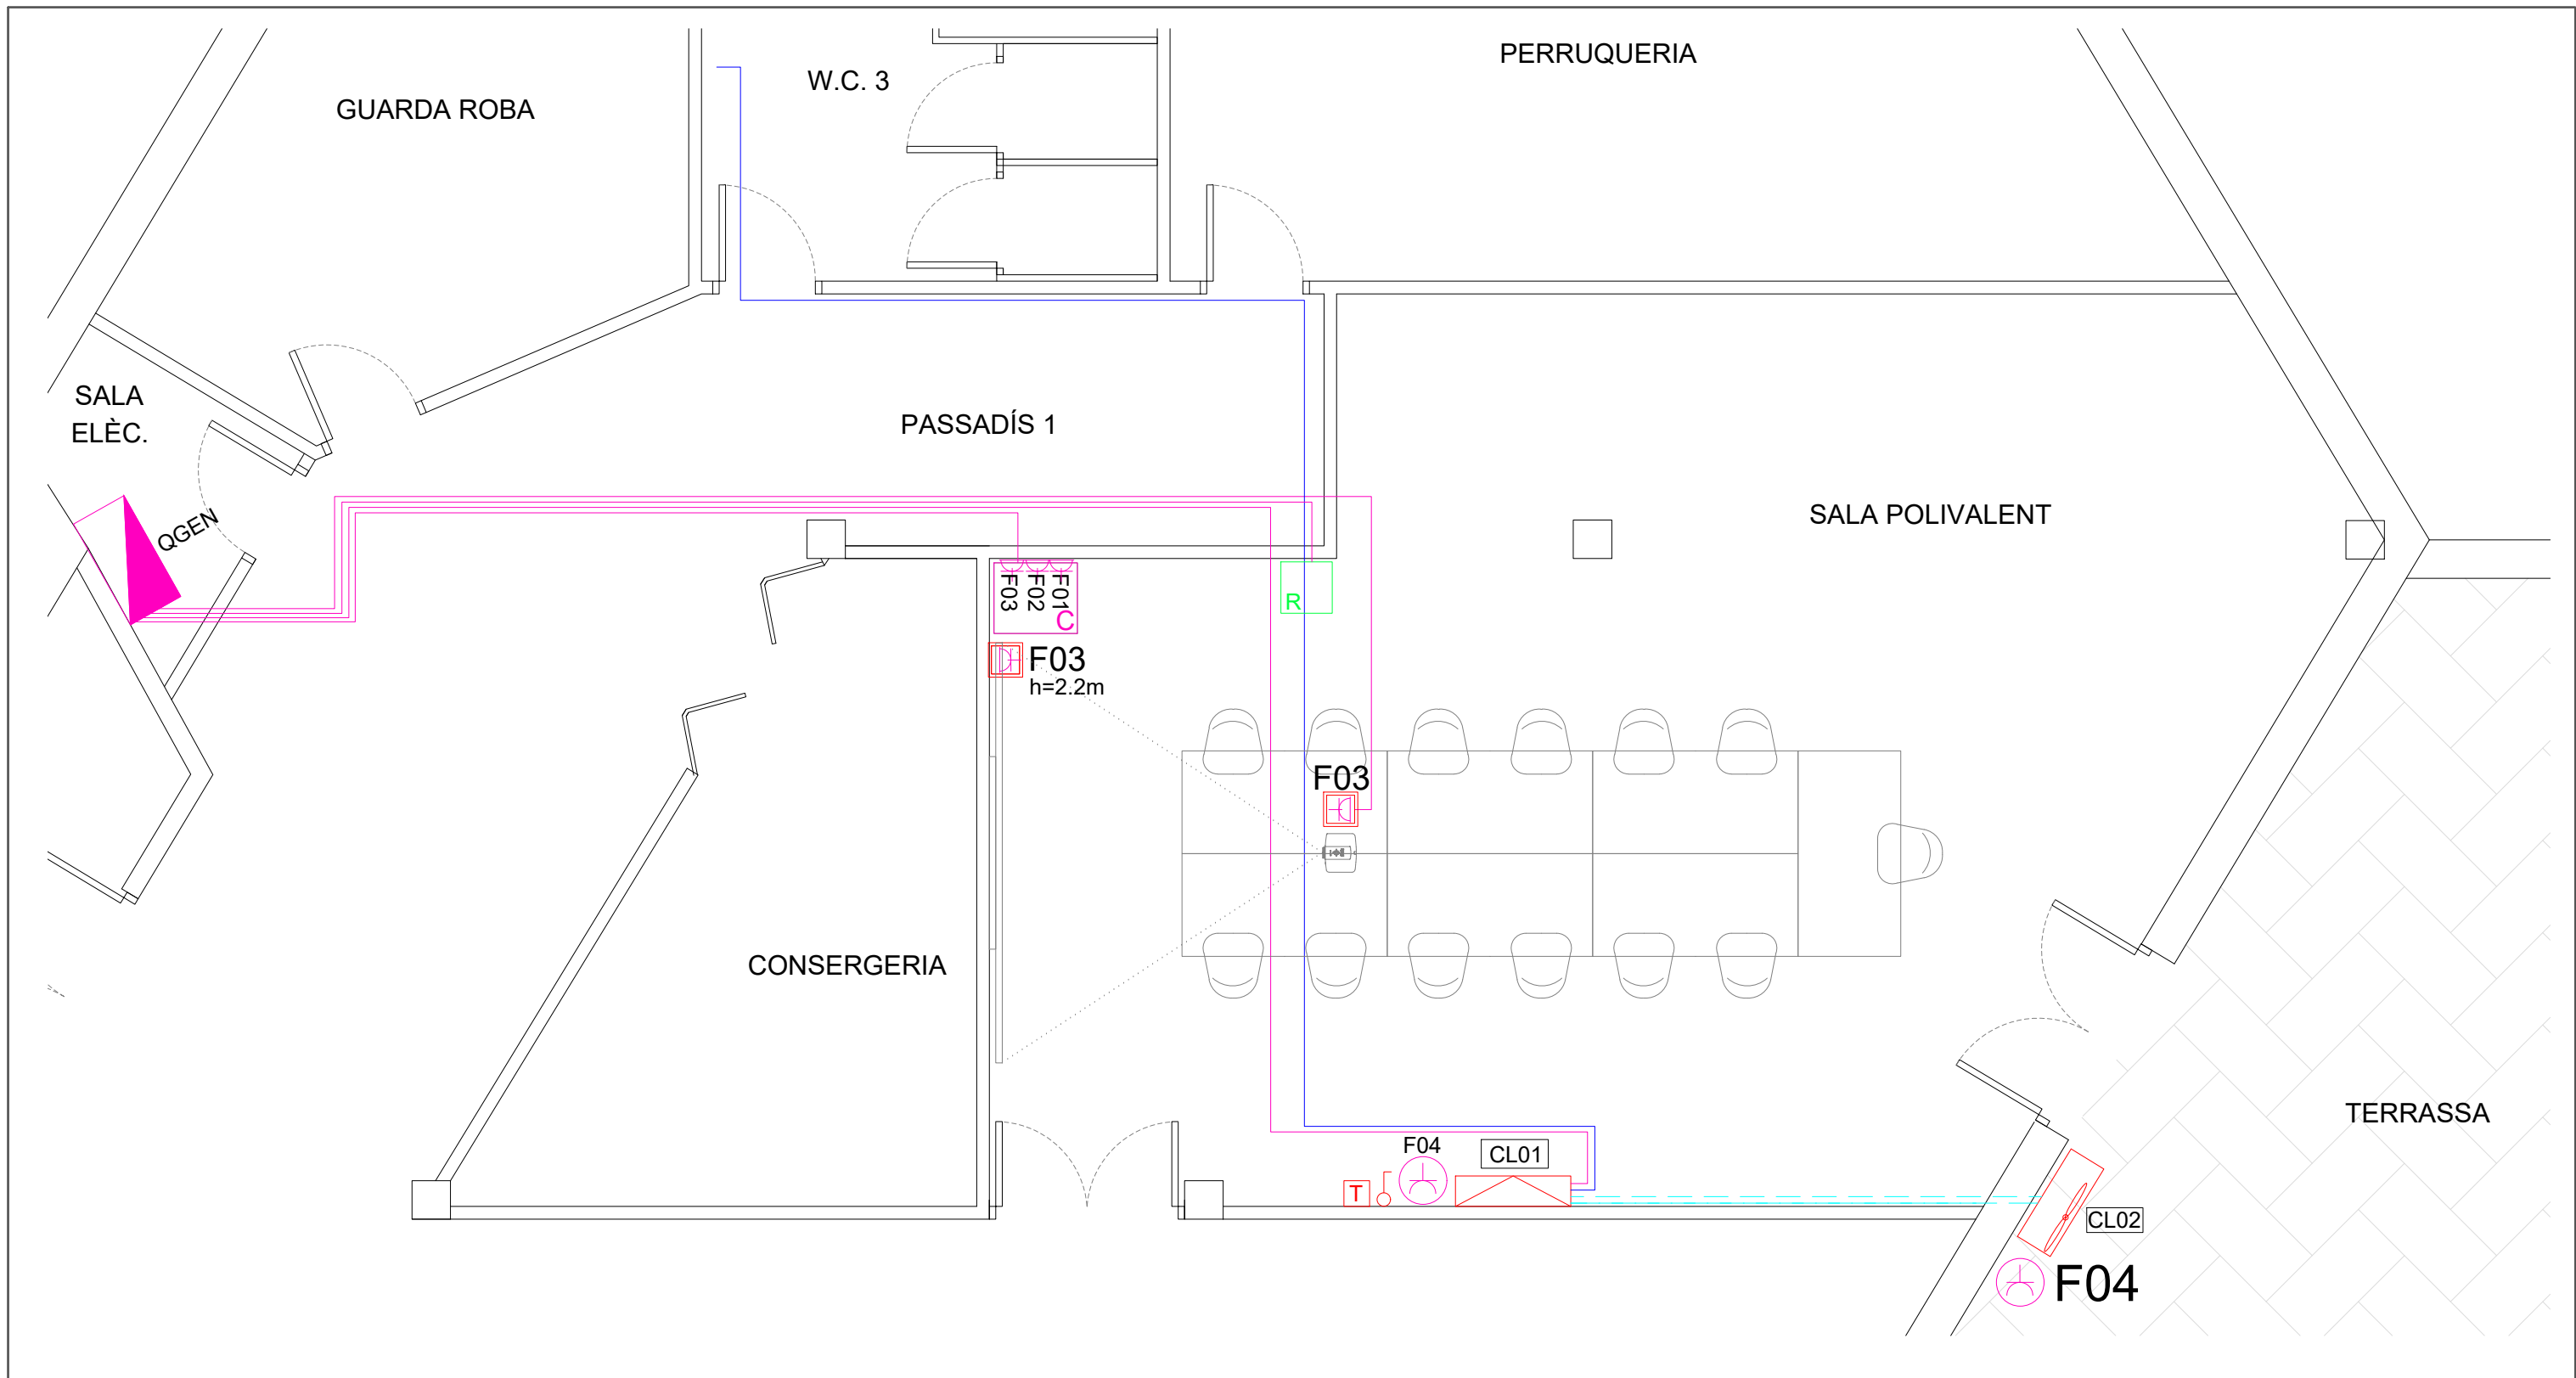 PERRUQUERIA
W.C. 3
GUARDA ROBA
SALA
ELÈC.
PASSADÍS 1
QGEN
SALA POLIVALENT
F03
F02
F01
C
R
F03
h=2.2m
F03
CONSERGERIA
TERRASSA
F04
CL01
T
CL02
F04